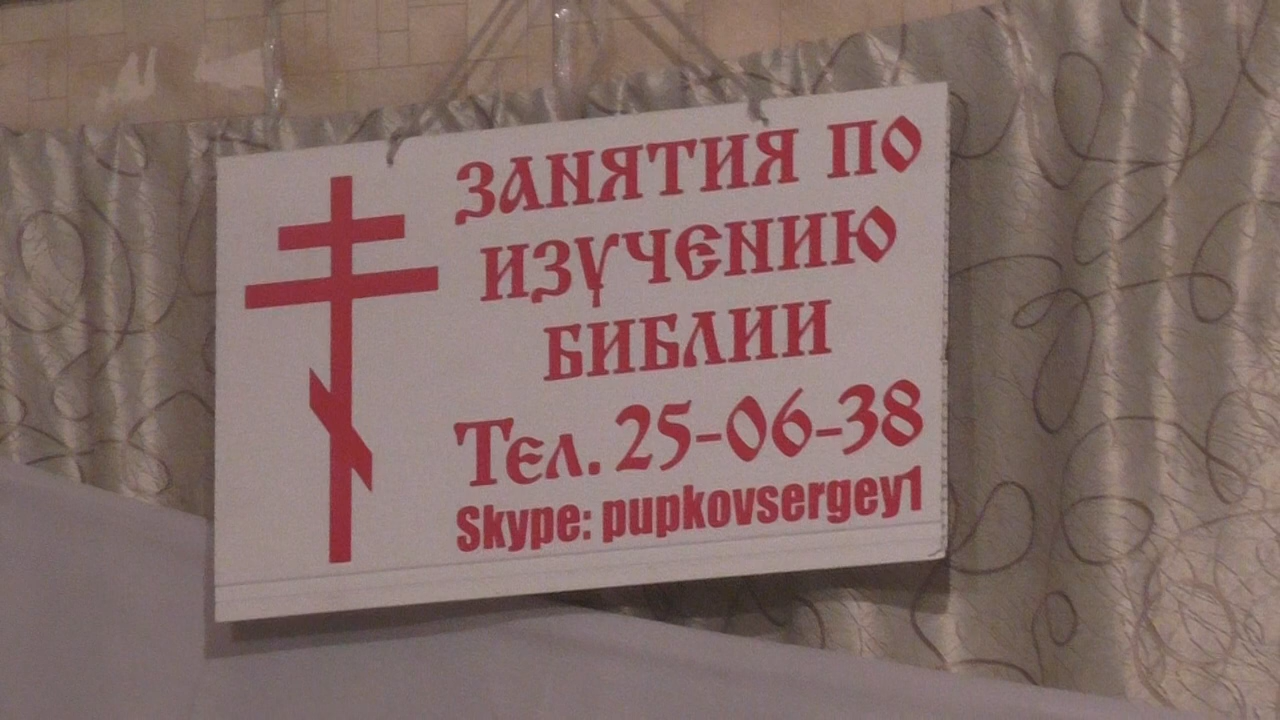 ЗАНЯТИЯ ПО
ИЗУЧЕНИЮ
БИБЛИИ
Тел. 25-06-38
Skype: pupkovsergey1